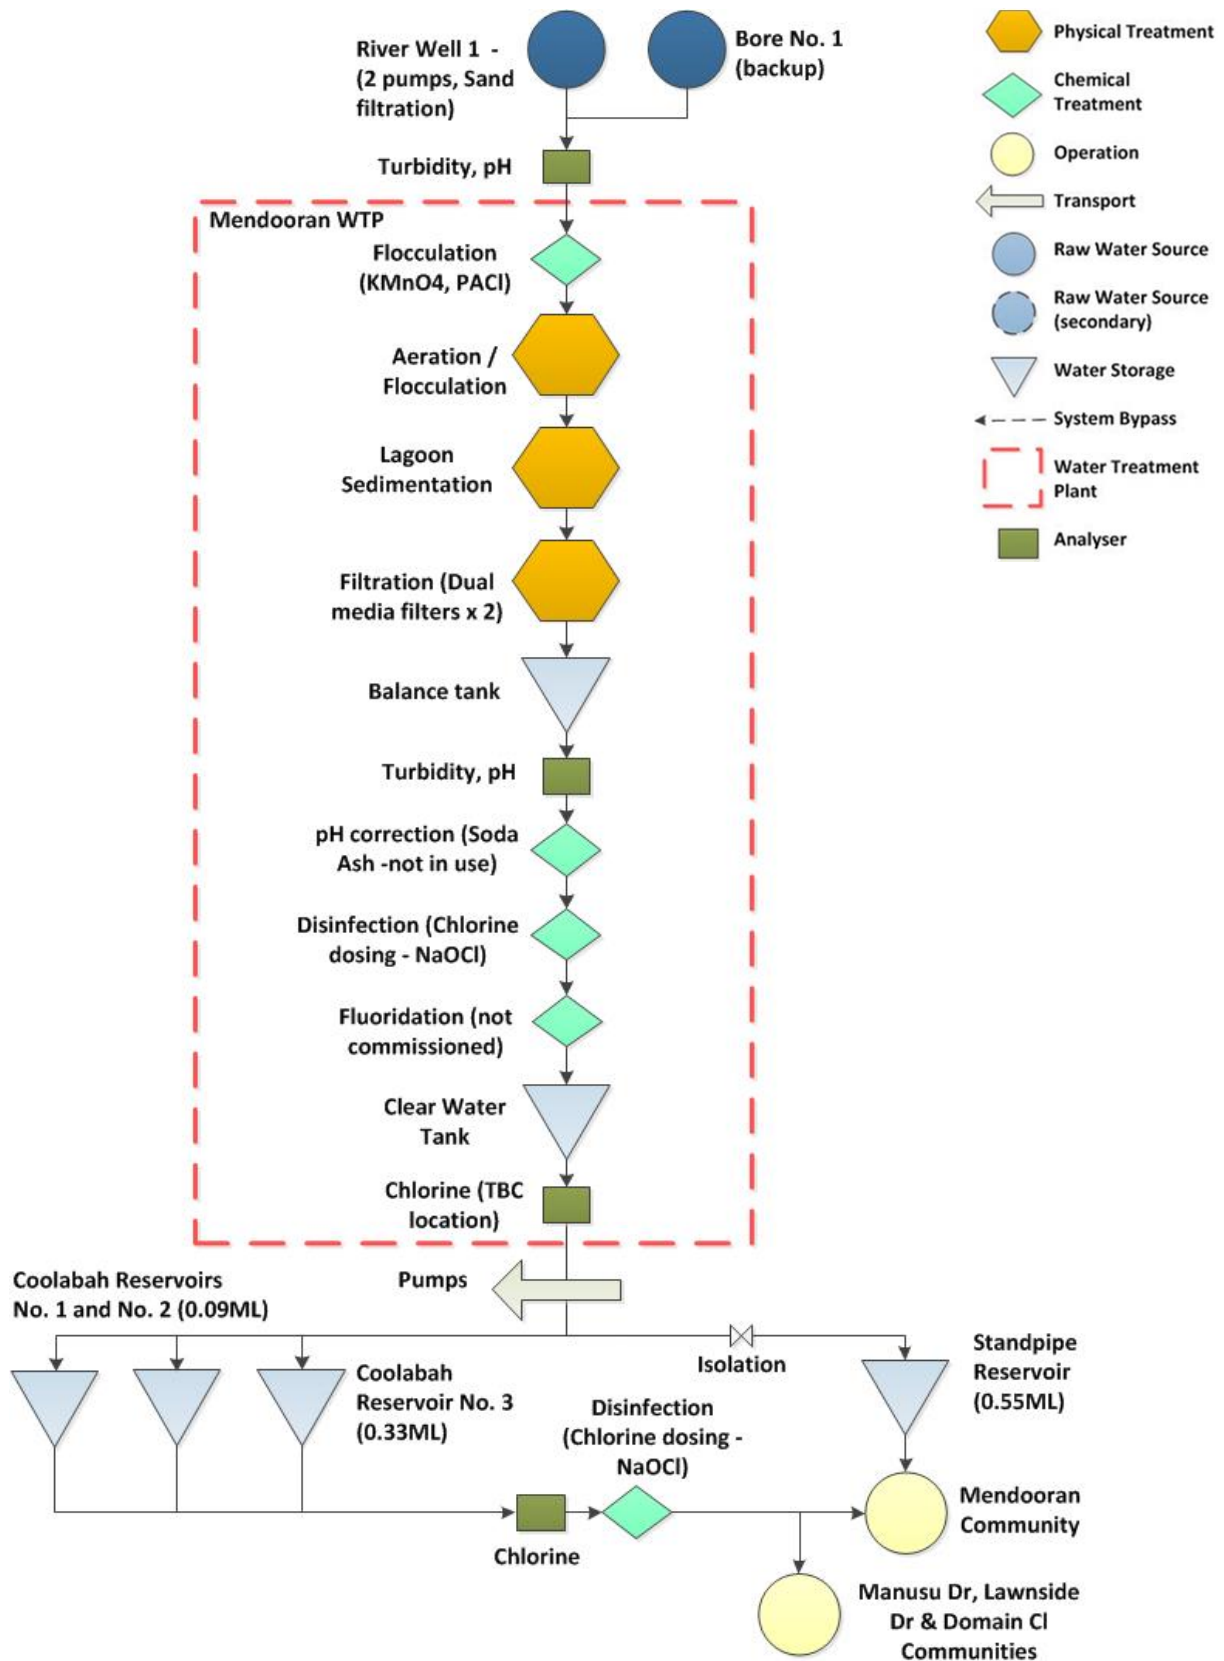 River Well 1 -
(2 pumps, Sand
filtration)
Bore No. 1
(backup)
Turbidity, pH
Mendooran WTP
Flocculation
(KMnO4, PACl)
Aeration /
Flocculation
Lagoon
Sedimentation
Filtration (Dual
media filters x 2)
Balance tank
Turbidity, pH
pH correction (Soda
Ash -not in use)
Disinfection (Chlorine
dosing - NaOCl)
Fluoridation (not
commissioned)
Clear Water
Tank
Chlorine (TBC
location)
Pumps
Coolabah Reservoirs
No. 1 and No. 2 (0.09ML)
Coolabah
Reservoir No. 3
(0.33ML)
Isolation
Standpipe
Reservoir
(0.55ML)
Disinfection
(Chlorine dosing -
NaOCl)
Chlorine
Mendooran
Community
Manusu Dr, Lawnside
Dr & Domain Cl
Communities
Physical Treatment
Chemical
Treatment
Operation
Transport
Raw Water Source
Raw Water Source
(secondary)
Water Storage
System Bypass
Water Treatment
Plant
Analyser